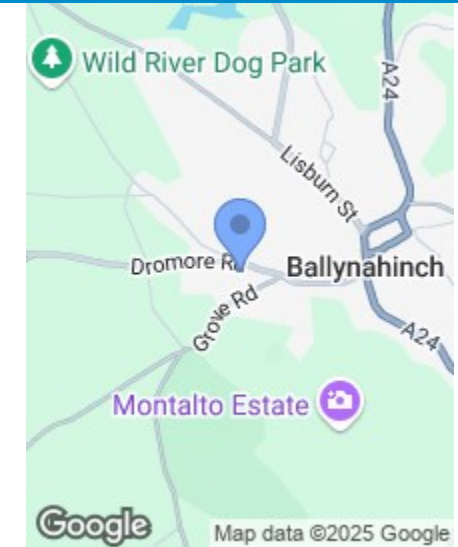 Wild River Dog Park
A24
Lisburn St
Dromore R
Ballynahinch
Grove Rd
A24
Montalto Estate
Google
Map data ©2025 Google